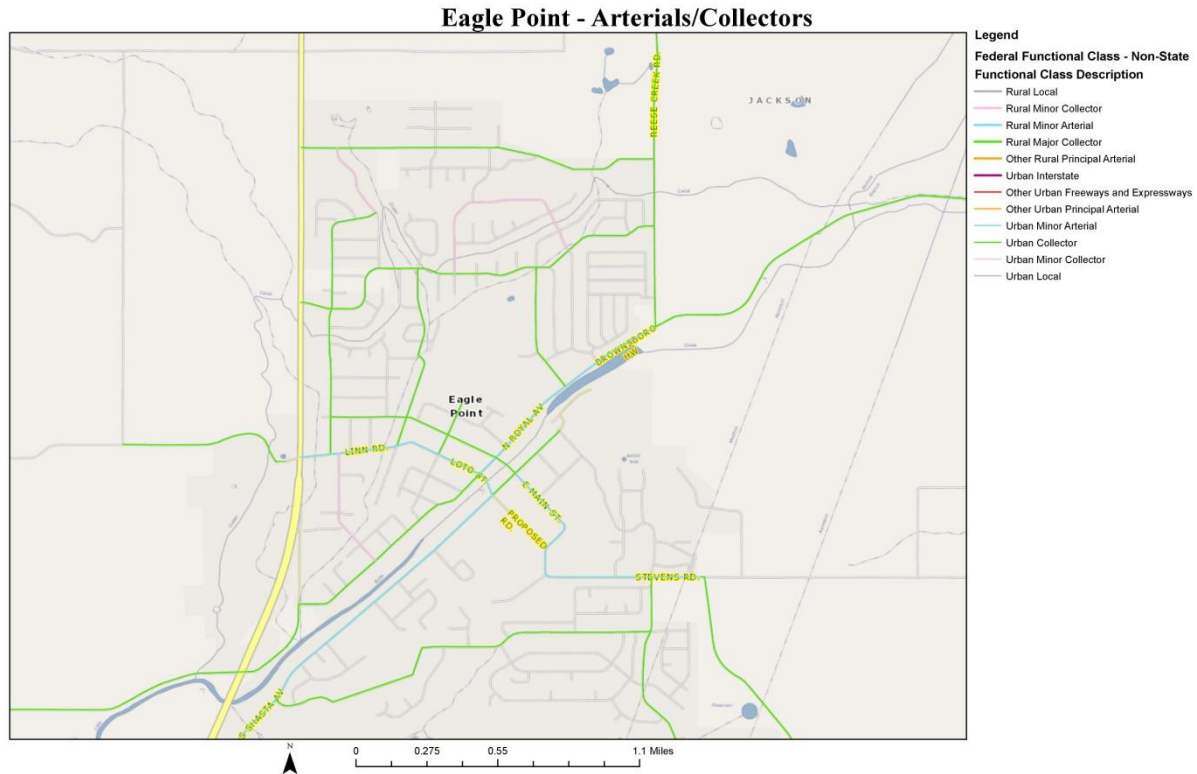 Eagle Point - Arterials/Collectors
Legend
Federal Functional Class - Non-State
Functional Class Description
Rural Local
Rural Minor Collector
Rural Minor Arterial
Rural Major Collector
Other Rural Principal Arterial
Urban Interstate
Other Urban Freeways and Expressways
Other Urban Principal Arterial
Urban Minor Arterial
Urban Collector
Urban Minor Collector
Urban Local
REESE CREEK RD.
JACKSON
Canal
BROWNSBORO
HW.
Creek
Eagle
Point
N ROYAL AV
LINN RD.
LOTO ST.
E MAIN ST.
PROPOSED
RD.
STEVENS RD.
Reservoir
S SHASTA AV
N
0 0.275 0.55 1.1 Miles